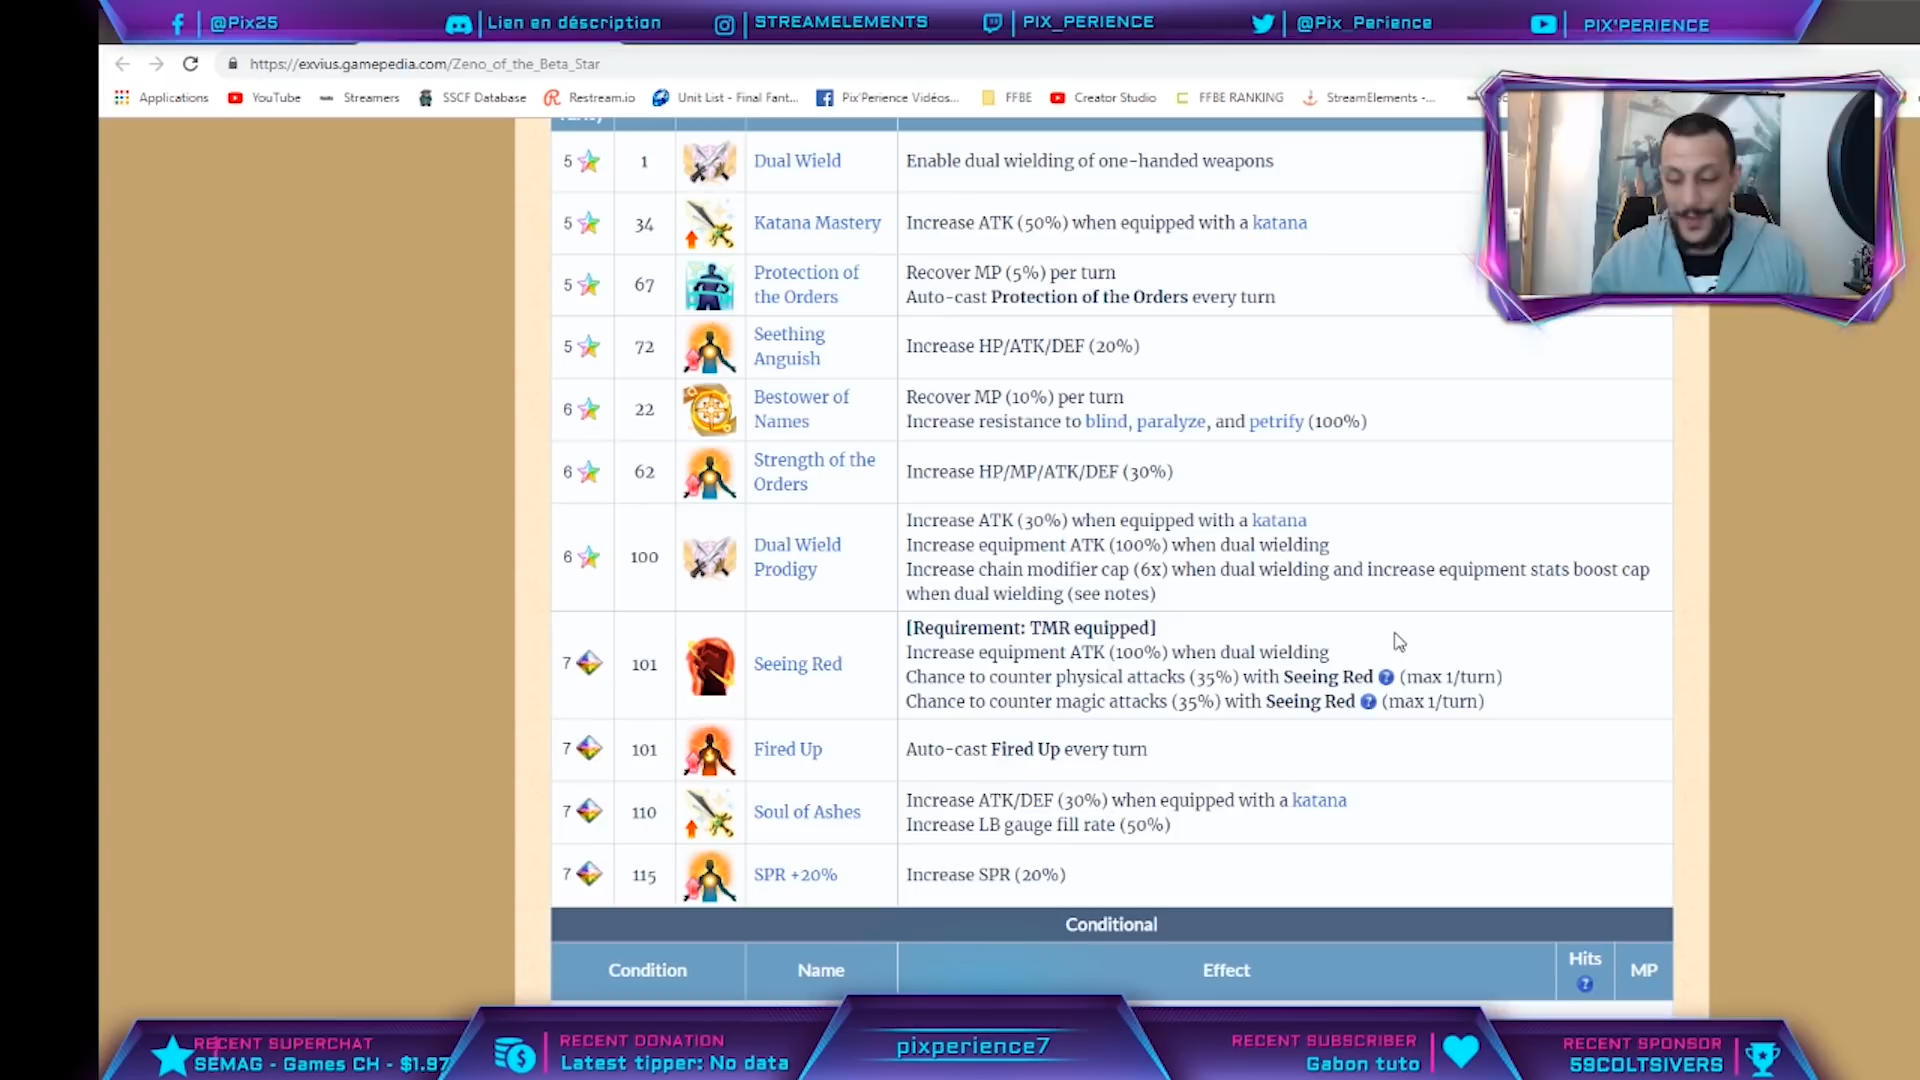 @Pix25
Lien en déscription
STREAMELEMENTS
PIX_PERIENCE
@Pix_Perience
PIX'PERIENCE
https://exvius.gamepedia.com/Zeno_of_the_Beta_Star
Applications
YouTube
Streamers
SSCF Database
Restream.io
Unit List - Final Fant...
Pix'Perience Vidéos...
FFBE
Creator Studio
FFBE RANKING
StreamElements -...
5 1 Dual Wield Enable dual wielding of one-handed weapons
5 34 Katana Mastery Increase ATK (50%) when equipped with a katana
5 67 Protection of the Orders Recover MP (5%) per turn
Auto-cast Protection of the Orders every turn
5 72 Seething Anguish Increase HP/ATK/DEF (20%)
6 22 Bestower of Names Recover MP (10%) per turn
Increase resistance to blind, paralyze, and petrify (100%)
6 62 Strength of the Orders Increase HP/MP/ATK/DEF (30%)
6 100 Dual Wield Prodigy Increase ATK (30%) when equipped with a katana
Increase equipment ATK (100%) when dual wielding
Increase chain modifier cap (6x) when dual wielding and increase equipment stats boost cap
when dual wielding (see notes)
7 101 Seeing Red [Requirement: TMR equipped]
Increase equipment ATK (100%) when dual wielding
Chance to counter physical attacks (35%) with Seeing Red ? (max 1/turn)
Chance to counter magic attacks (35%) with Seeing Red ? (max 1/turn)
7 101 Fired Up Auto-cast Fired Up every turn
7 110 Soul of Ashes Increase ATK/DEF (30%) when equipped with a katana
Increase LB gauge fill rate (50%)
7 115 SPR +20% Increase SPR (20%)
Conditional
Condition Name Effect Hits ? MP
RECENT SUPERCHAT
SEMAG - Games CH - $1.97
RECENT DONATION
Latest tipper: No data
pixperience7
RECENT SUBSCRIBER
Gabon tuto
RECENT SPONSOR
59COLTSIVERS